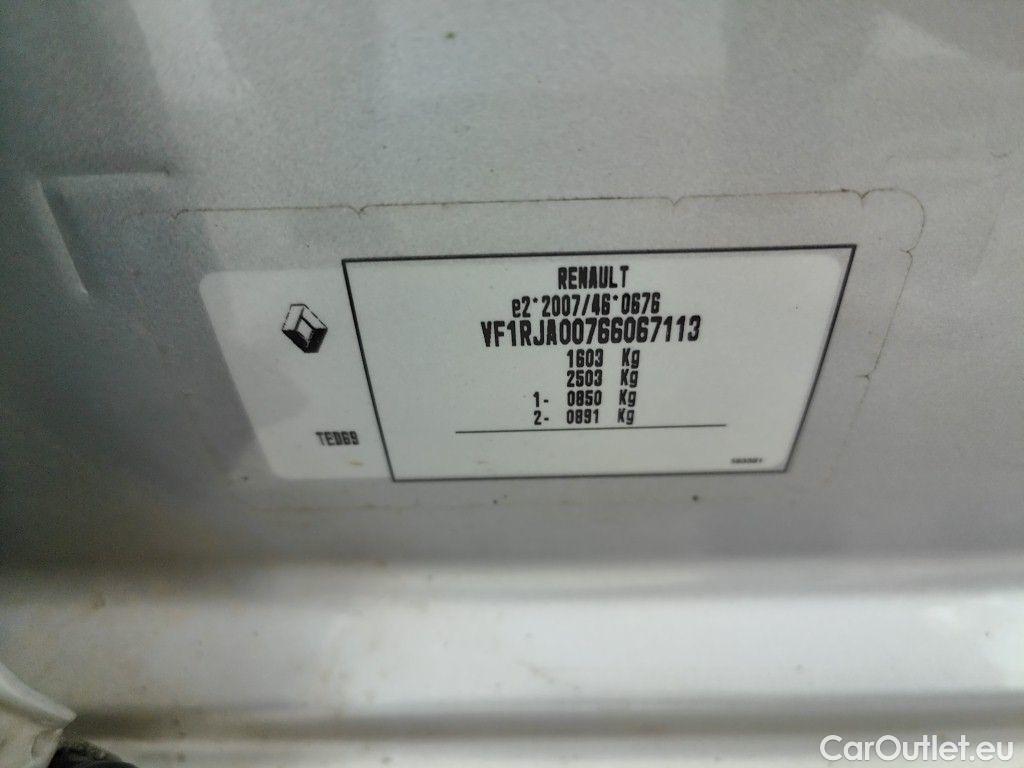 RENAULT
e2*2007/46*0676
VF1RJA00766067113
1603 Kg
2503 Kg
1- 0850 Kg
2- 0891 Kg
TED69
CarOutlet.eu